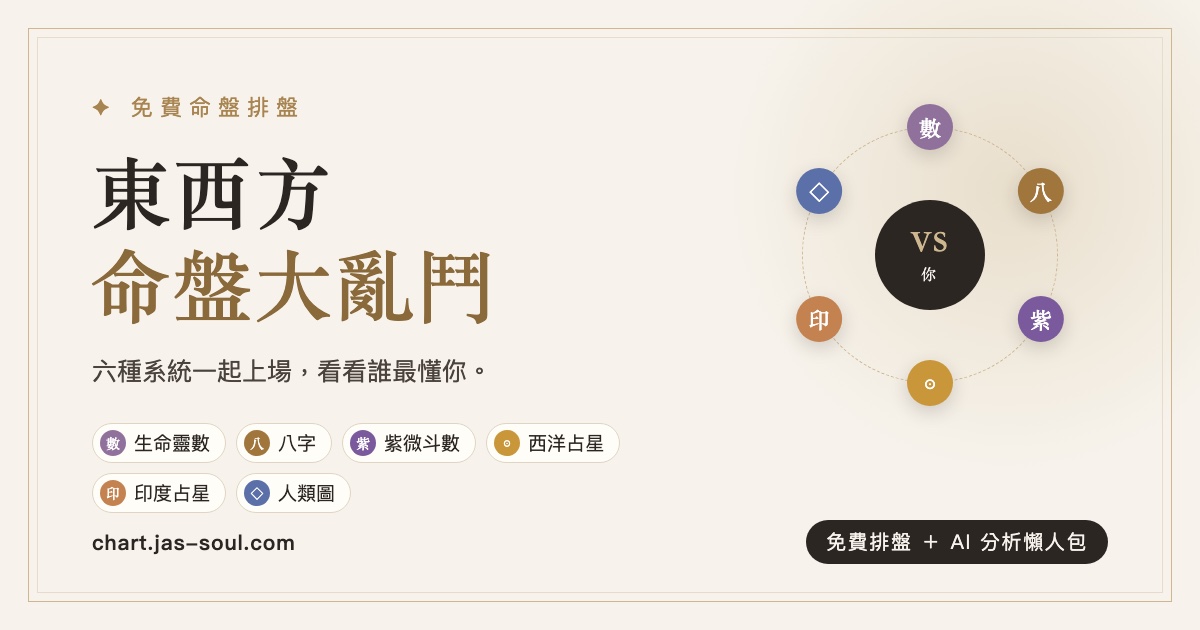 ✦ 免費命盤排盤
東西方
命盤大亂鬥
六種系統一起上場，看看誰最懂你。
數 生命靈數 八 八字 紫 紫微斗數 ⊙ 西洋占星
印 印度占星 ◇ 人類圖
chart.jas-soul.com
數
◇
八
VS
你
印
紫
⊙
免費排盤 ＋ AI 分析懶人包